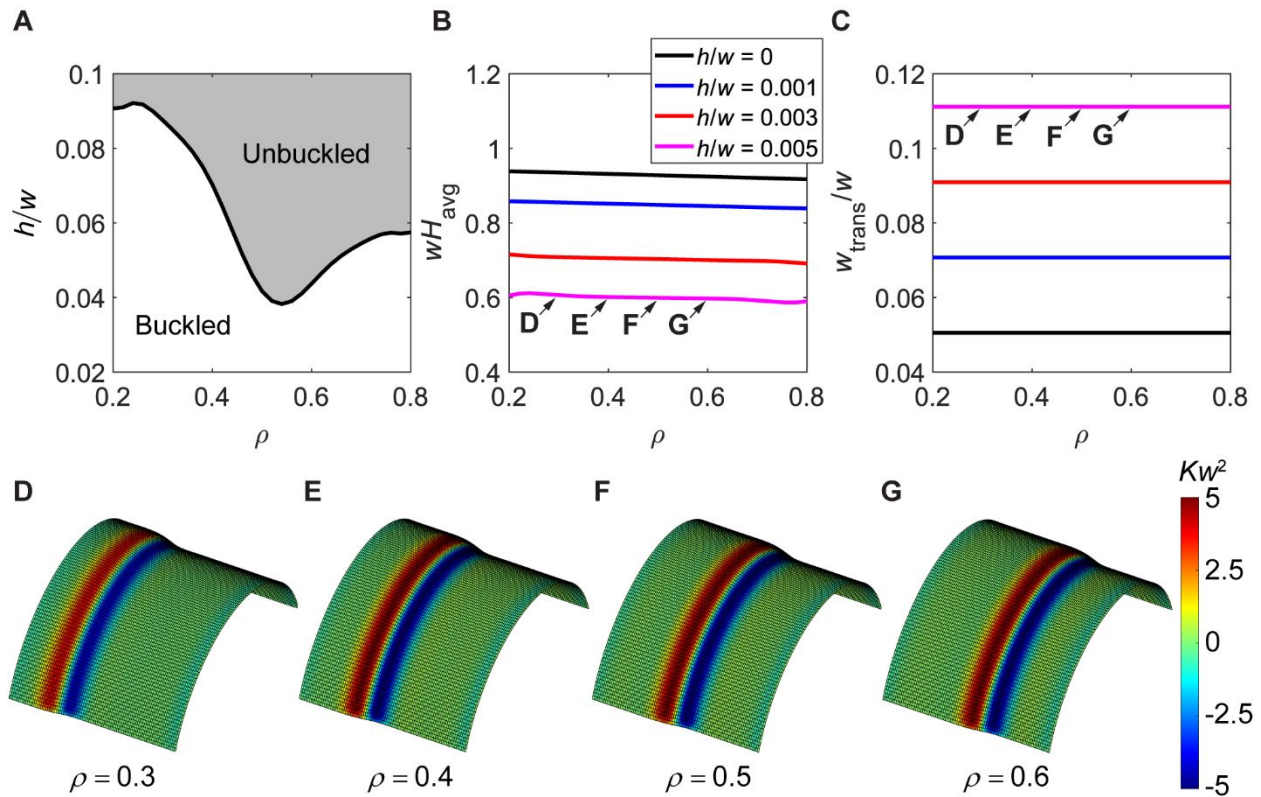 A
B
C
h/w = 0
h/w = 0.001
h/w = 0.003
h/w = 0.005
0.1
0.08
0.06
0.04
0.02
h/w
Unbuckled
Buckled
0.2 0.4 0.6 0.8
ρ
1.2
1
0.8
0.6
0.4
wH_avg
D E F G
0.2 0.4 0.6 0.8
ρ
0.12
0.1
0.08
0.06
0.04
w_trans/w
D E F G
0.2 0.4 0.6 0.8
ρ
D
E
F
G
Kw²
5
2.5
0
-2.5
-5
ρ = 0.3
ρ = 0.4
ρ = 0.5
ρ = 0.6